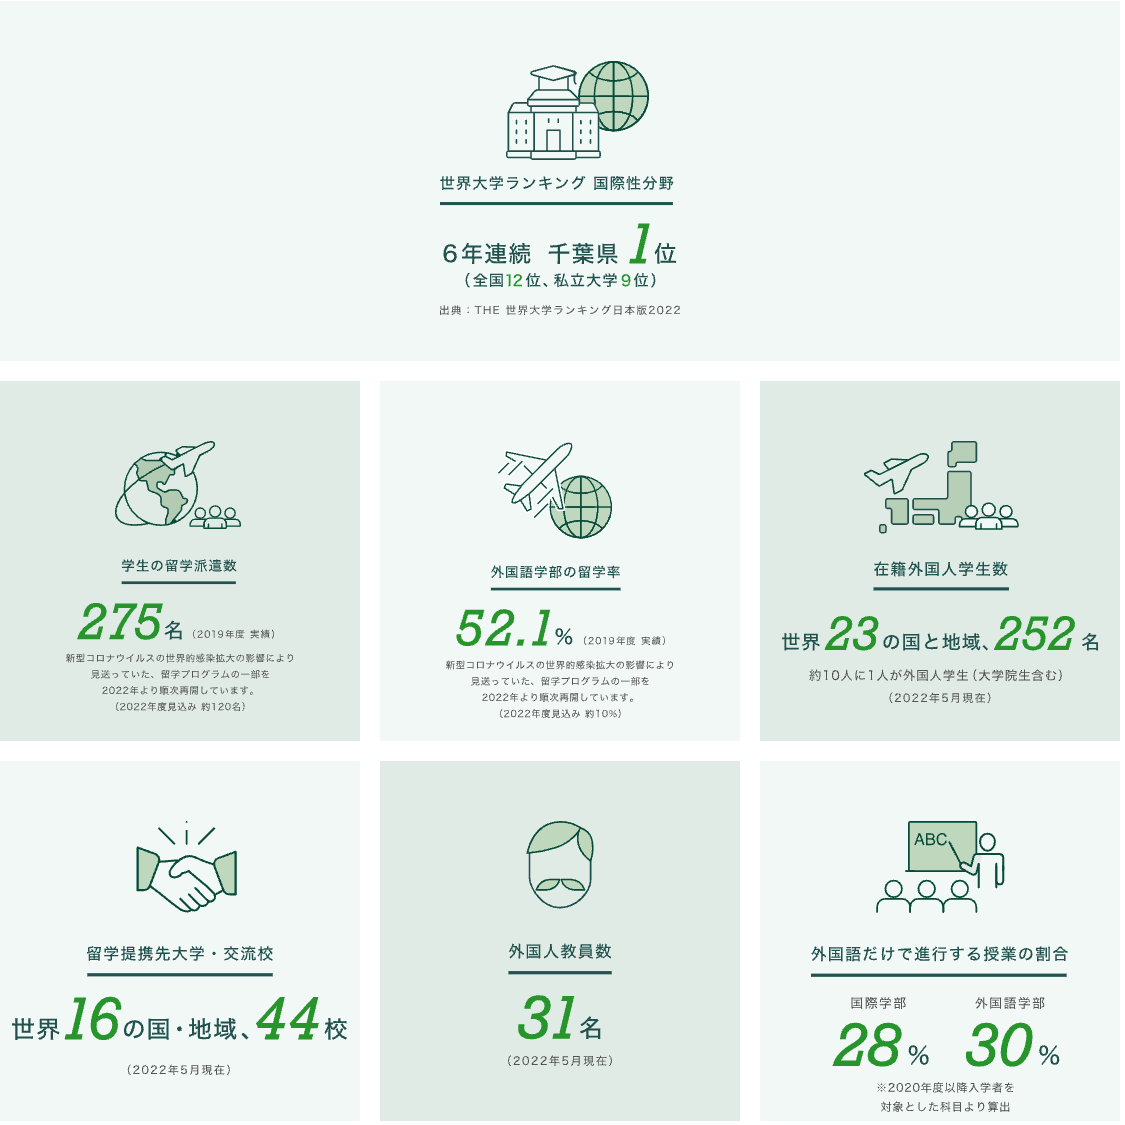 世界大学ランキング 国際性分野
6年連続 千葉県 1位
(全国12位、私立大学9位)
出典：THE 世界大学ランキング日本版2022
学生の留学派遣数
275名(2019年度 実績)
新型コロナウイルスの世界的感染拡大の影響により
見送っていた、留学プログラムの一部を
2022年より順次再開しています。
(2022年度見込み 約120名)
外国語学部の留学率
52.1%(2019年度 実績)
新型コロナウイルスの世界的感染拡大の影響により
見送っていた、留学プログラムの一部を
2022年より順次再開しています。
(2022年度見込み 約10%)
在籍外国人学生数
世界23の国と地域、252名
約10人に1人が外国人学生(大学院生含む)
(2022年5月現在)
留学提携先大学・交流校
世界16の国・地域、44校
(2022年5月現在)
外国人教員数
31名
(2022年5月現在)
ABC
外国語だけで進行する授業の割合
国際学部 外国語学部
28% 30%
※2020年度以降入学者を
対象とした科目より算出